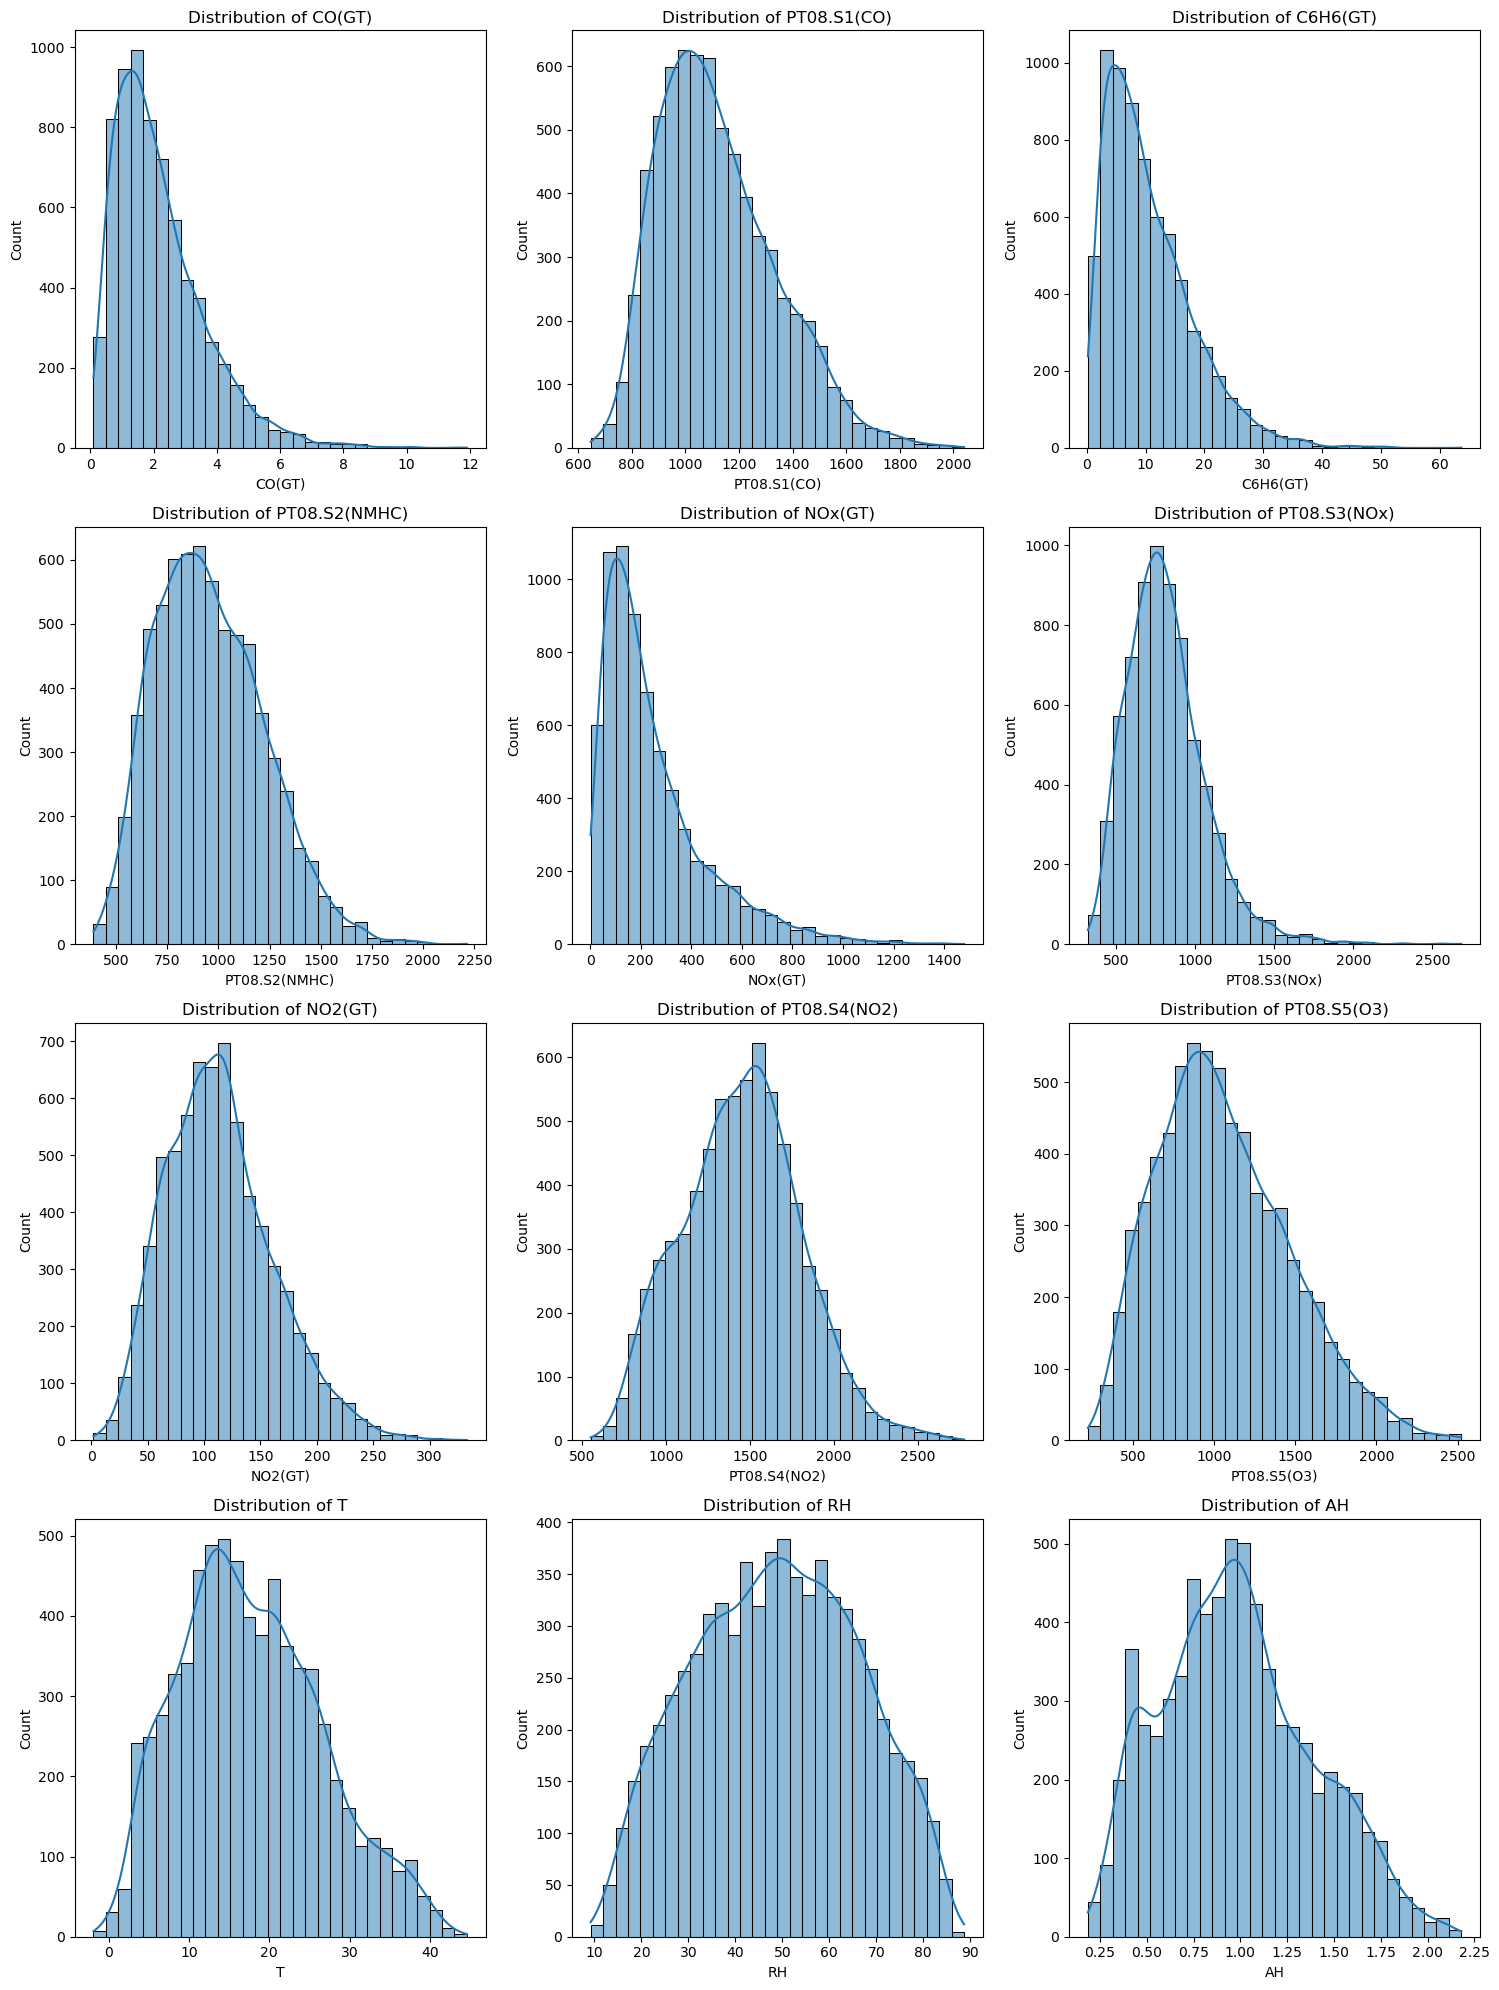 Distribution of CO(GT)
Count
1000
800
600
400
200
0
0 2 4 6 8 10 12
CO(GT)
Distribution of PT08.S1(CO)
Count
600
500
400
300
200
100
0
600 800 1000 1200 1400 1600 1800 2000
PT08.S1(CO)
Distribution of C6H6(GT)
Count
1000
800
600
400
200
0
0 10 20 30 40 50 60
C6H6(GT)
Distribution of PT08.S2(NMHC)
Count
600
500
400
300
200
100
0
500 750 1000 1250 1500 1750 2000 2250
PT08.S2(NMHC)
Distribution of NOx(GT)
Count
1000
800
600
400
200
0
0 200 400 600 800 1000 1200 1400
NOx(GT)
Distribution of PT08.S3(NOx)
Count
1000
800
600
400
200
0
500 1000 1500 2000 2500
PT08.S3(NOx)
Distribution of NO2(GT)
Count
700
600
500
400
300
200
100
0
0 50 100 150 200 250 300
NO2(GT)
Distribution of PT08.S4(NO2)
Count
600
500
400
300
200
100
0
500 1000 1500 2000 2500
PT08.S4(NO2)
Distribution of PT08.S5(O3)
Count
500
400
300
200
100
0
500 1000 1500 2000 2500
PT08.S5(O3)
Distribution of T
Count
500
400
300
200
100
0
0 10 20 30 40
T
Distribution of RH
Count
400
350
300
250
200
150
100
50
0
10 20 30 40 50 60 70 80 90
RH
Distribution of AH
Count
500
400
300
200
100
0
0.25 0.50 0.75 1.00 1.25 1.50 1.75 2.00 2.25
AH